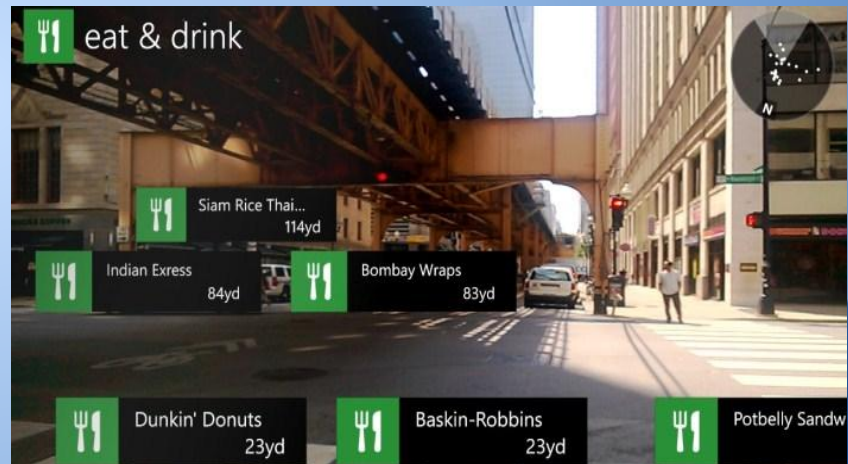 eat & drink
N
Siam Rice Thai...
114yd
Indian Exress
84yd
Bombay Wraps
83yd
Dunkin' Donuts
23yd
Baskin-Robbins
23yd
Potbelly Sandw